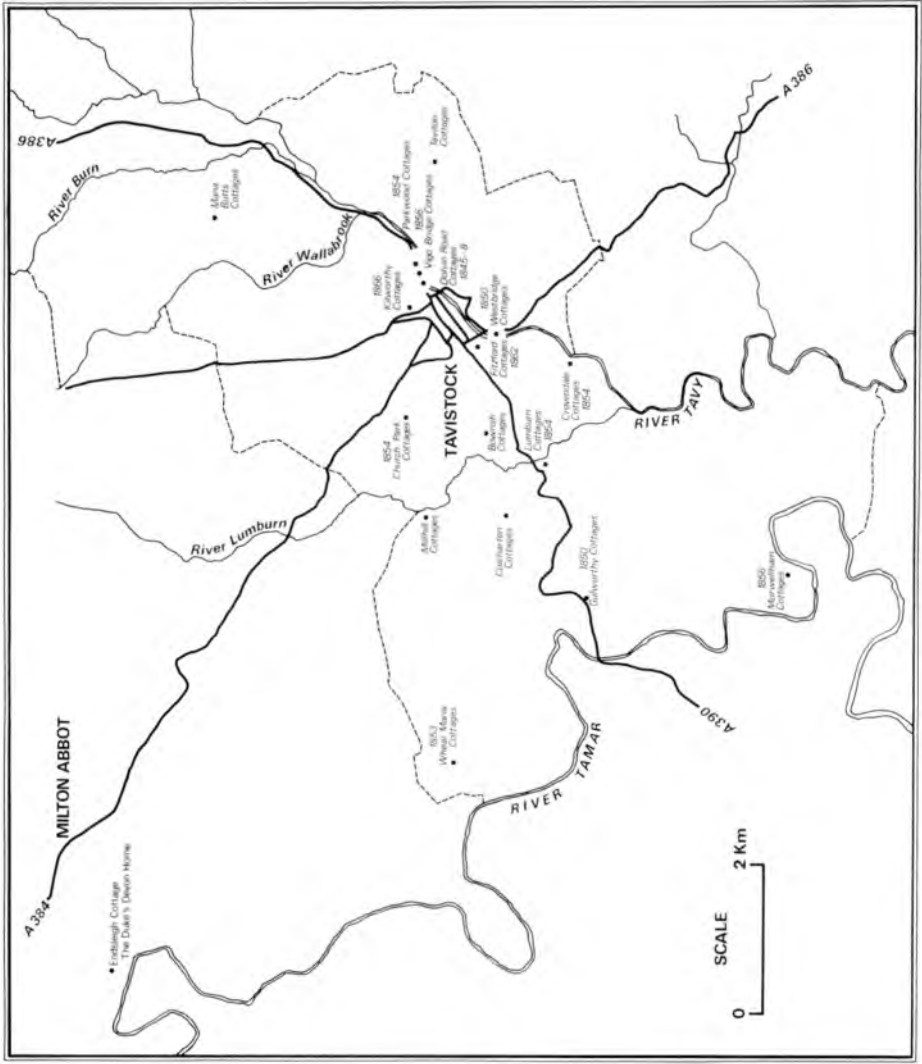 A384
MILTON ABBOT
Endsleigh Cottage
The Duke's Devon Home
A386
River Burn
Mana
Butts
Cottages
River Wallabrook
River Lumburn
1866
Kilworthy
Cottages
1854
Parkwood Cottages
1856
Vigo Bridge Cottages
Taviton
Cottages
Dolvin Road
Cottages
1845-8
1854
Church Park
Cottages
TAVISTOCK
1850
Westbridge
Cottages
Fitzford
Cottages
1862
Millhill
Cottages
Bowrish
Cottages
Lumburn
Cottages
1854
Crowndale
Cottages
1854
RIVER TAVY
A386
1853
Wheal Maria
Cottages
Cottages
1850
Gulworthy Cottages
RIVER TAMAR
A390
1856
Morwellham
Cottages
SCALE
0
2 Km